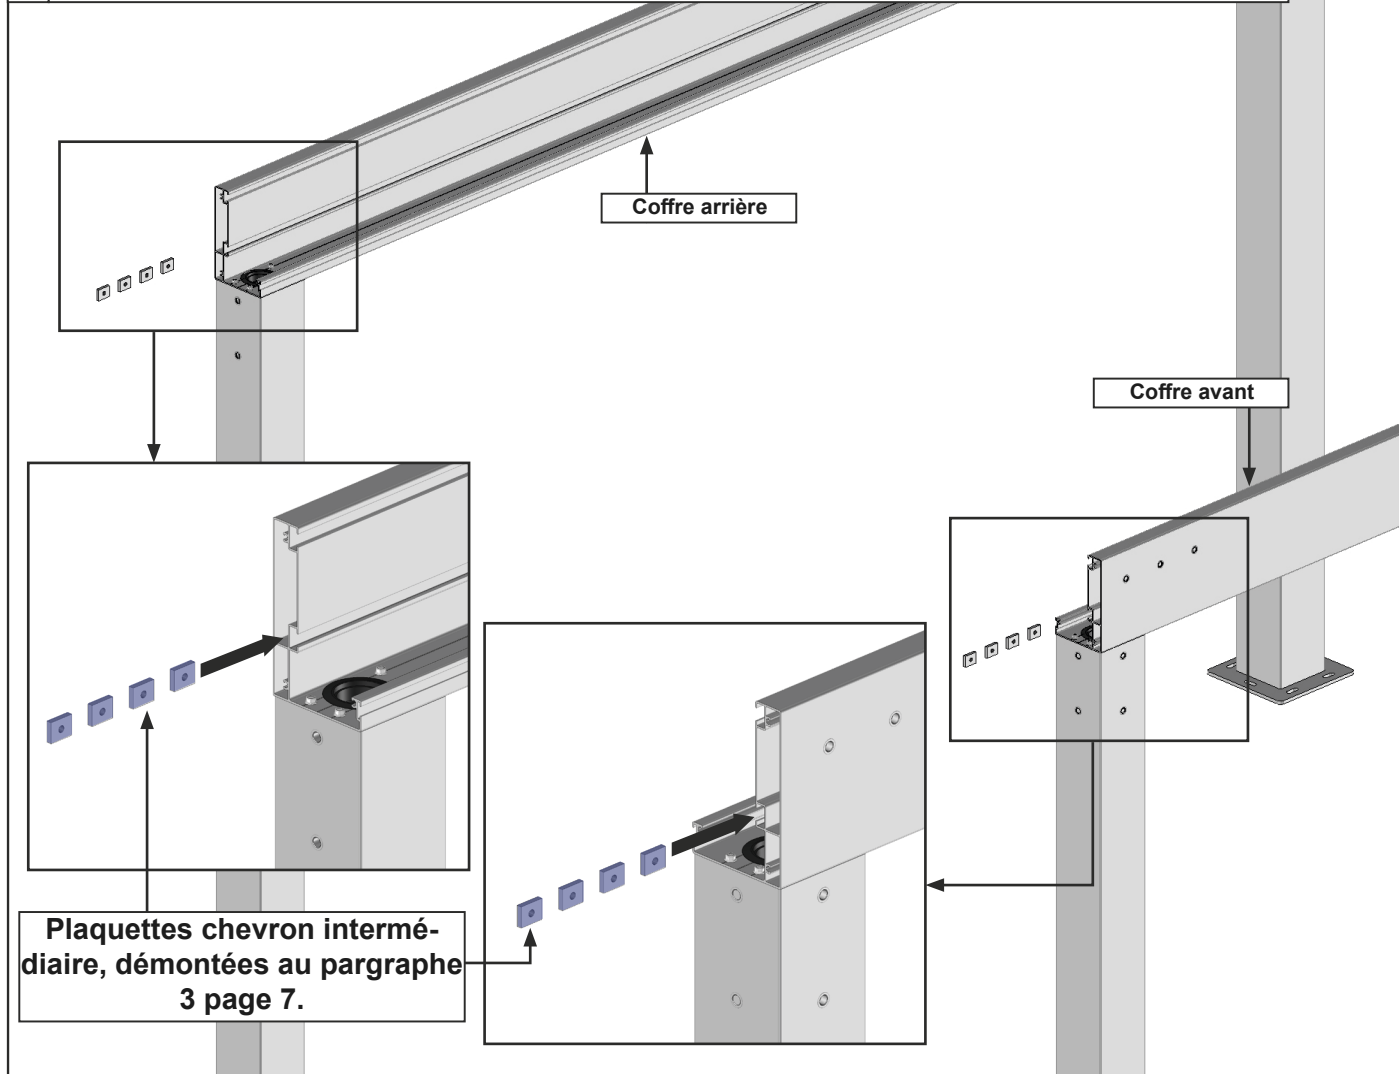 Coffre arrière
Coffre avant
Plaquettes chevron intermé-
diaire, démontées au pargraphe
3 page 7.